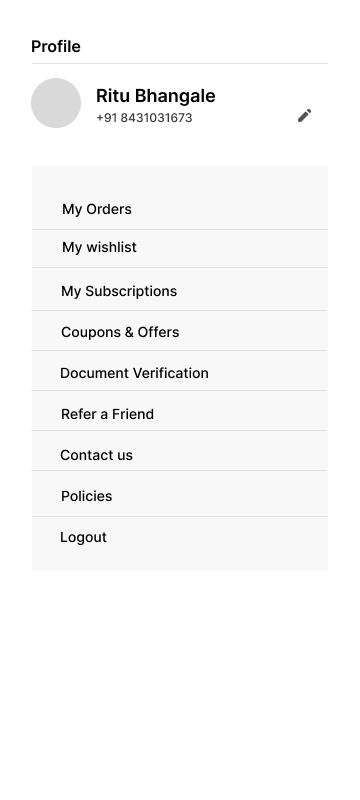 Profile
Ritu Bhangale
+91 8431031673
My Orders
My wishlist
My Subscriptions
Coupons & Offers
Document Verification
Refer a Friend
Contact us
Policies
Logout